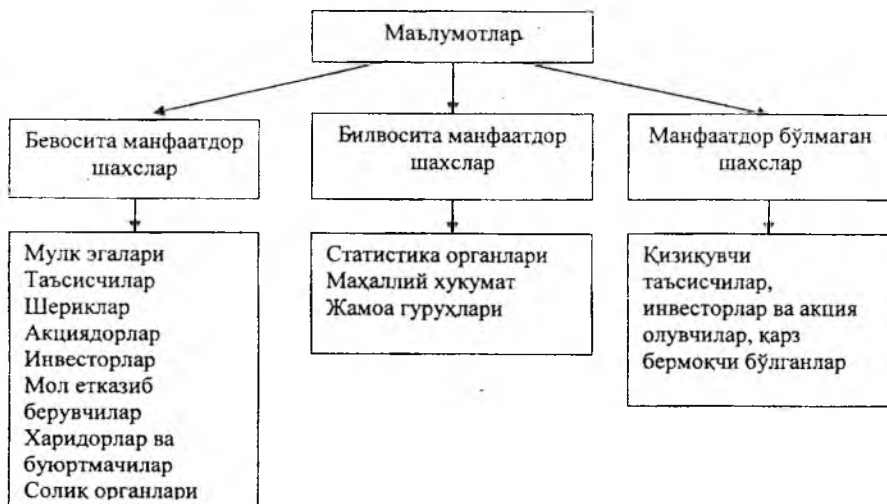 Маълумотлар
Бевосита манфаатдор
шахслар
Билвосита манфаатдор
шахслар
Манфаатдор бўлмаган
шахслар
Мулк эгалари
Таъсисчилар
Шериклар
Акциядорлар
Инвесторлар
Мол етказиб
берувчилар
Харидорлар ва
буюртмачилар
Солиқ органлари
Статистика органлари
Маҳаллий хукумат
Жамоа гуруҳлари
Қизиқувчи
таъсисчилар,
инвесторлар ва акция
олувчилар, қарз
бермоқчи бўлганлар